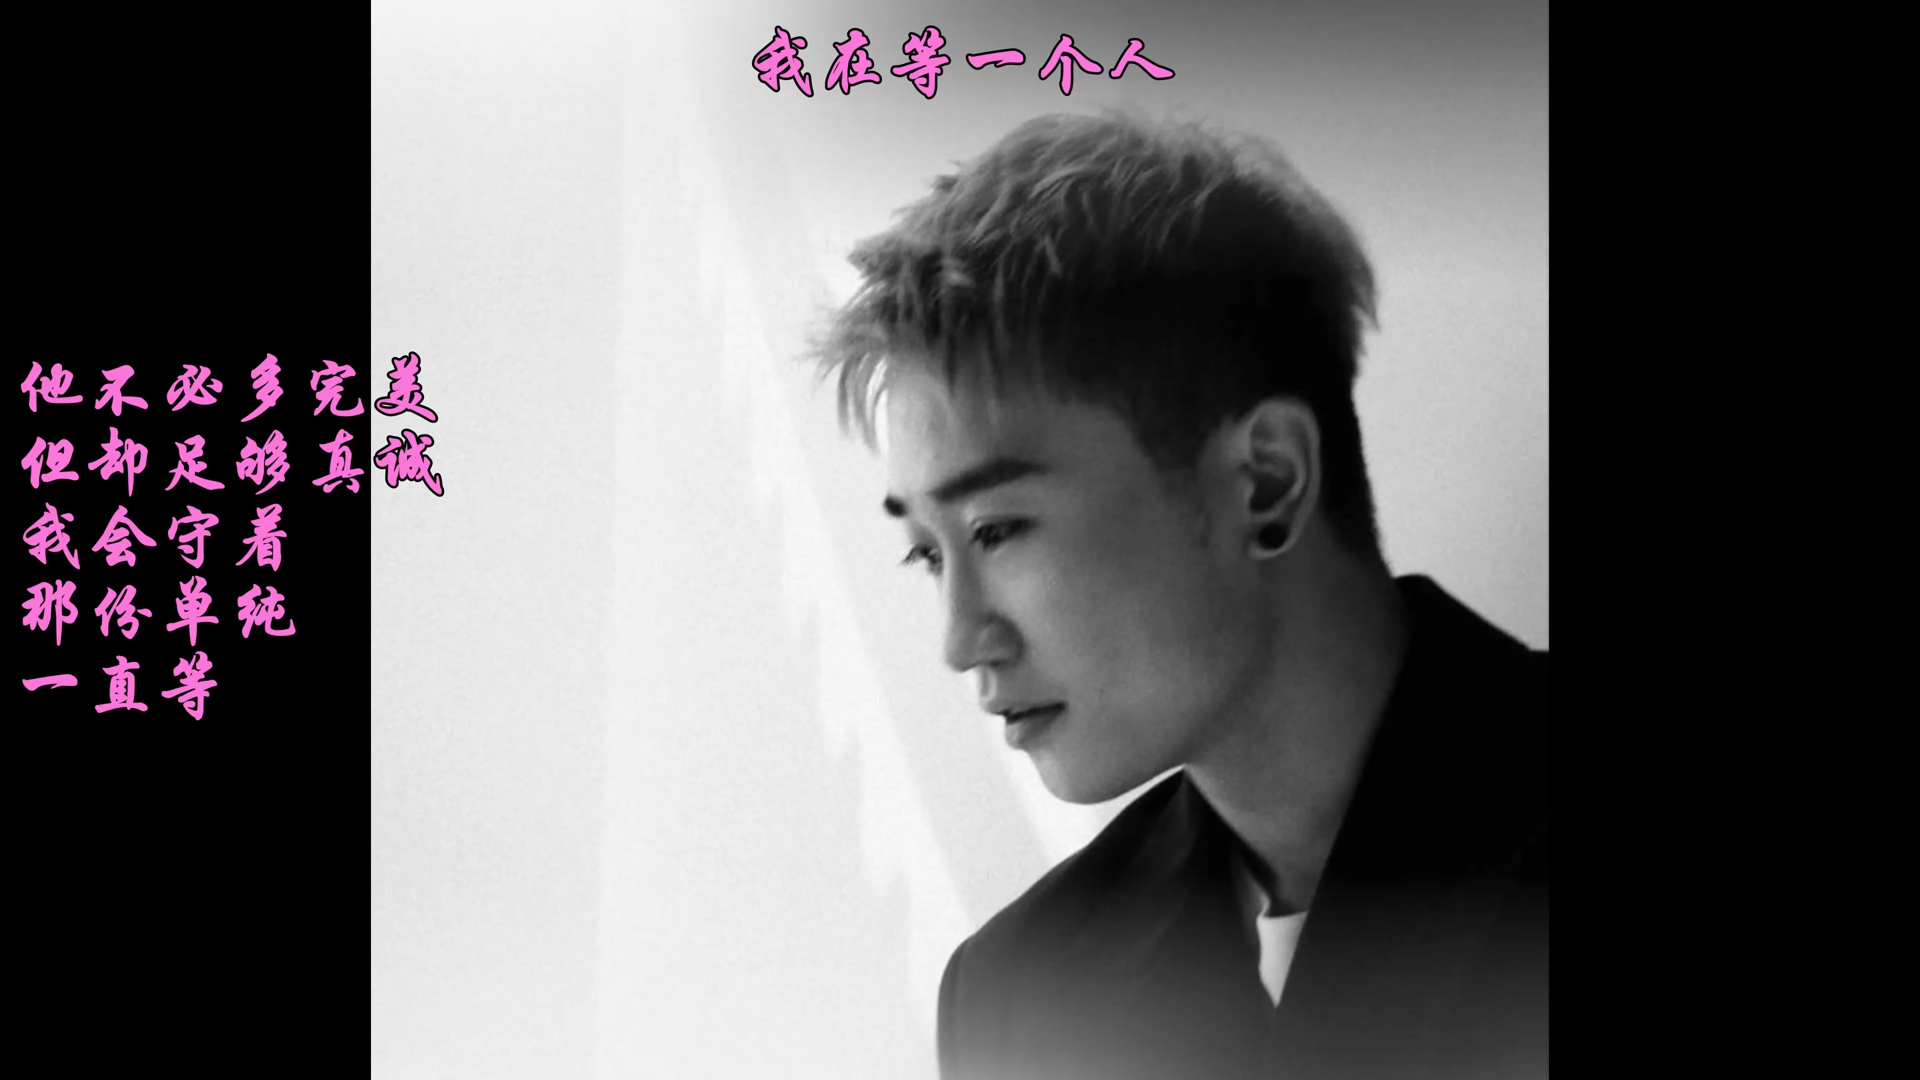 我在等一个人
他不必多完美
但却足够真诚
我会守着
那份单纯
一直等